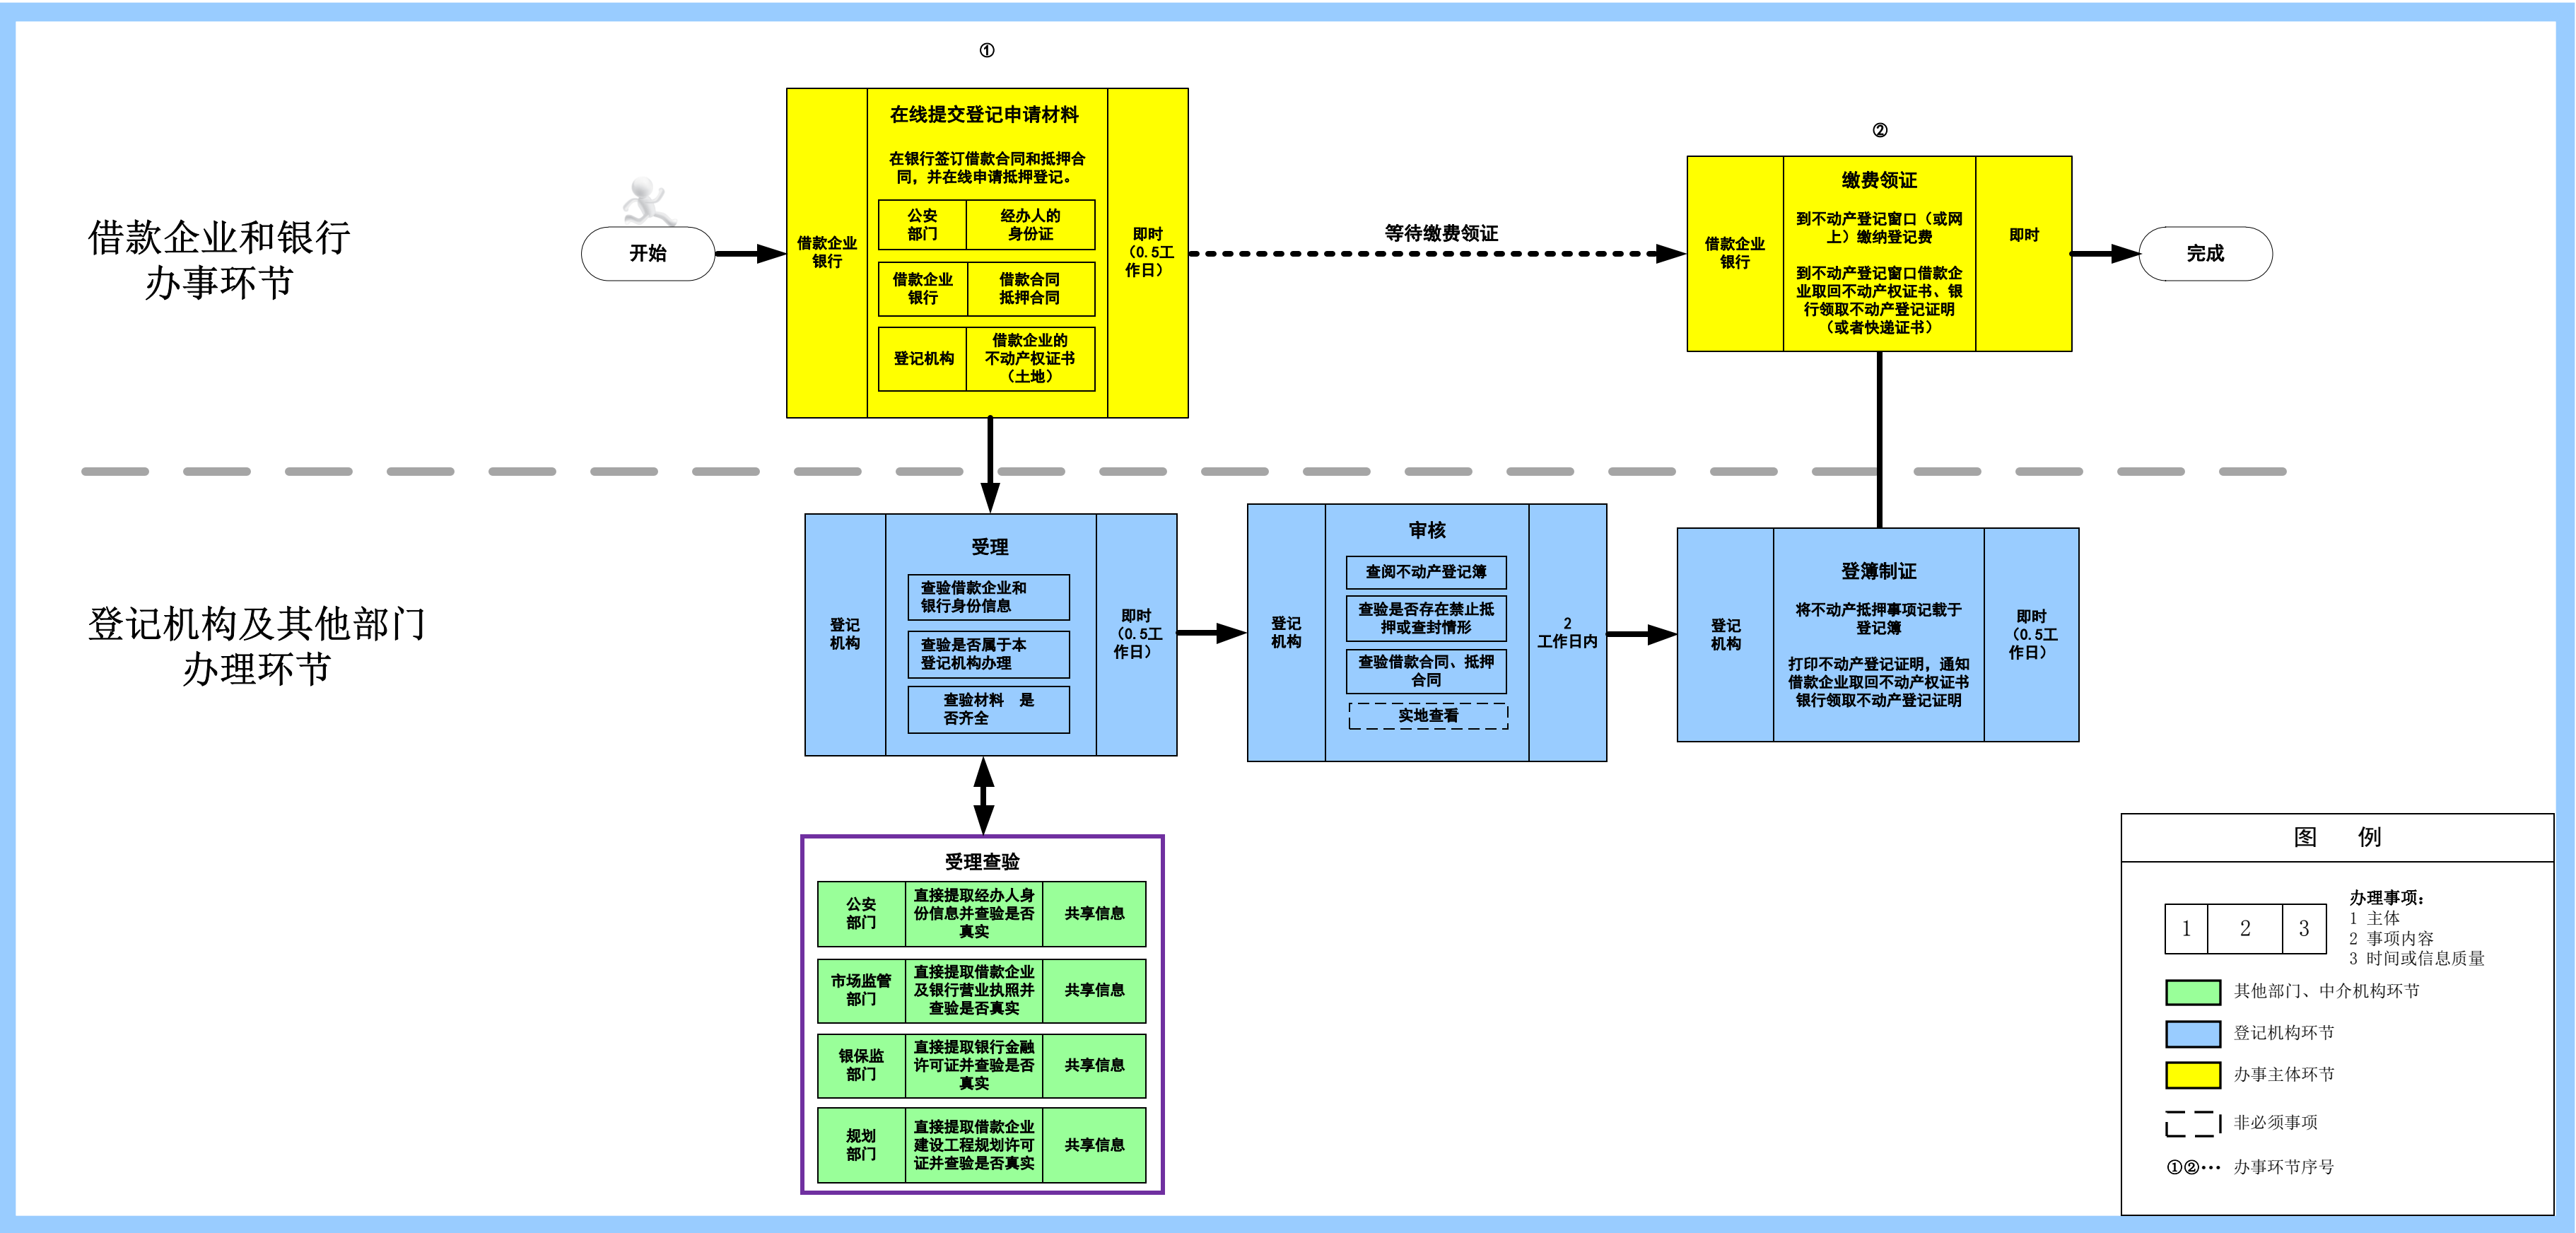 ①
在线提交登记申请材料
在银行签订借款合同和抵押合
同，并在线申请抵押登记。
公安
部门
经办人的
身份证
借款企业
银行
借款合同
抵押合同
登记机构
借款企业的
不动产权证书
（土地）
借款企业
银行
即时
（0.5工
作日）
借款企业和银行
办事环节
开始
等待缴费领证
②
借款企业
银行
缴费领证
到不动产登记窗口（或网
上）缴纳登记费
到不动产登记窗口借款企
业取回不动产权证书、银
行领取不动产登记证明
（或者快递证书）
即时
完成
登记机构及其他部门
办理环节
登记
机构
受理
查验借款企业和
银行身份信息
查验是否属于本
登记机构办理
查验材料　是
否齐全
即时
（0.5工
作日）
登记
机构
审核
查阅不动产登记簿
查验是否存在禁止抵
押或查封情形
查验借款合同、抵押
合同
实地查看
2
工作日内
登记
机构
登簿制证
将不动产抵押事项记载于
登记簿
打印不动产登记证明，通知
借款企业取回不动产权证书
银行领取不动产登记证明
即时
（0.5工
作日）
受理查验
公安
部门
直接提取经办人身
份信息并查验是否
真实
共享信息
市场监管
部门
直接提取借款企业
及银行营业执照并
查验是否真实
共享信息
银保监
部门
直接提取银行金融
许可证并查验是否
真实
共享信息
规划
部门
直接提取借款企业
建设工程规划许可
证并查验是否真实
共享信息
图　例
1 2 3
办理事项：
1 主体
2 事项内容
3 时间或信息质量
其他部门、中介机构环节
登记机构环节
办事主体环节
非必须事项
①②… 办事环节序号